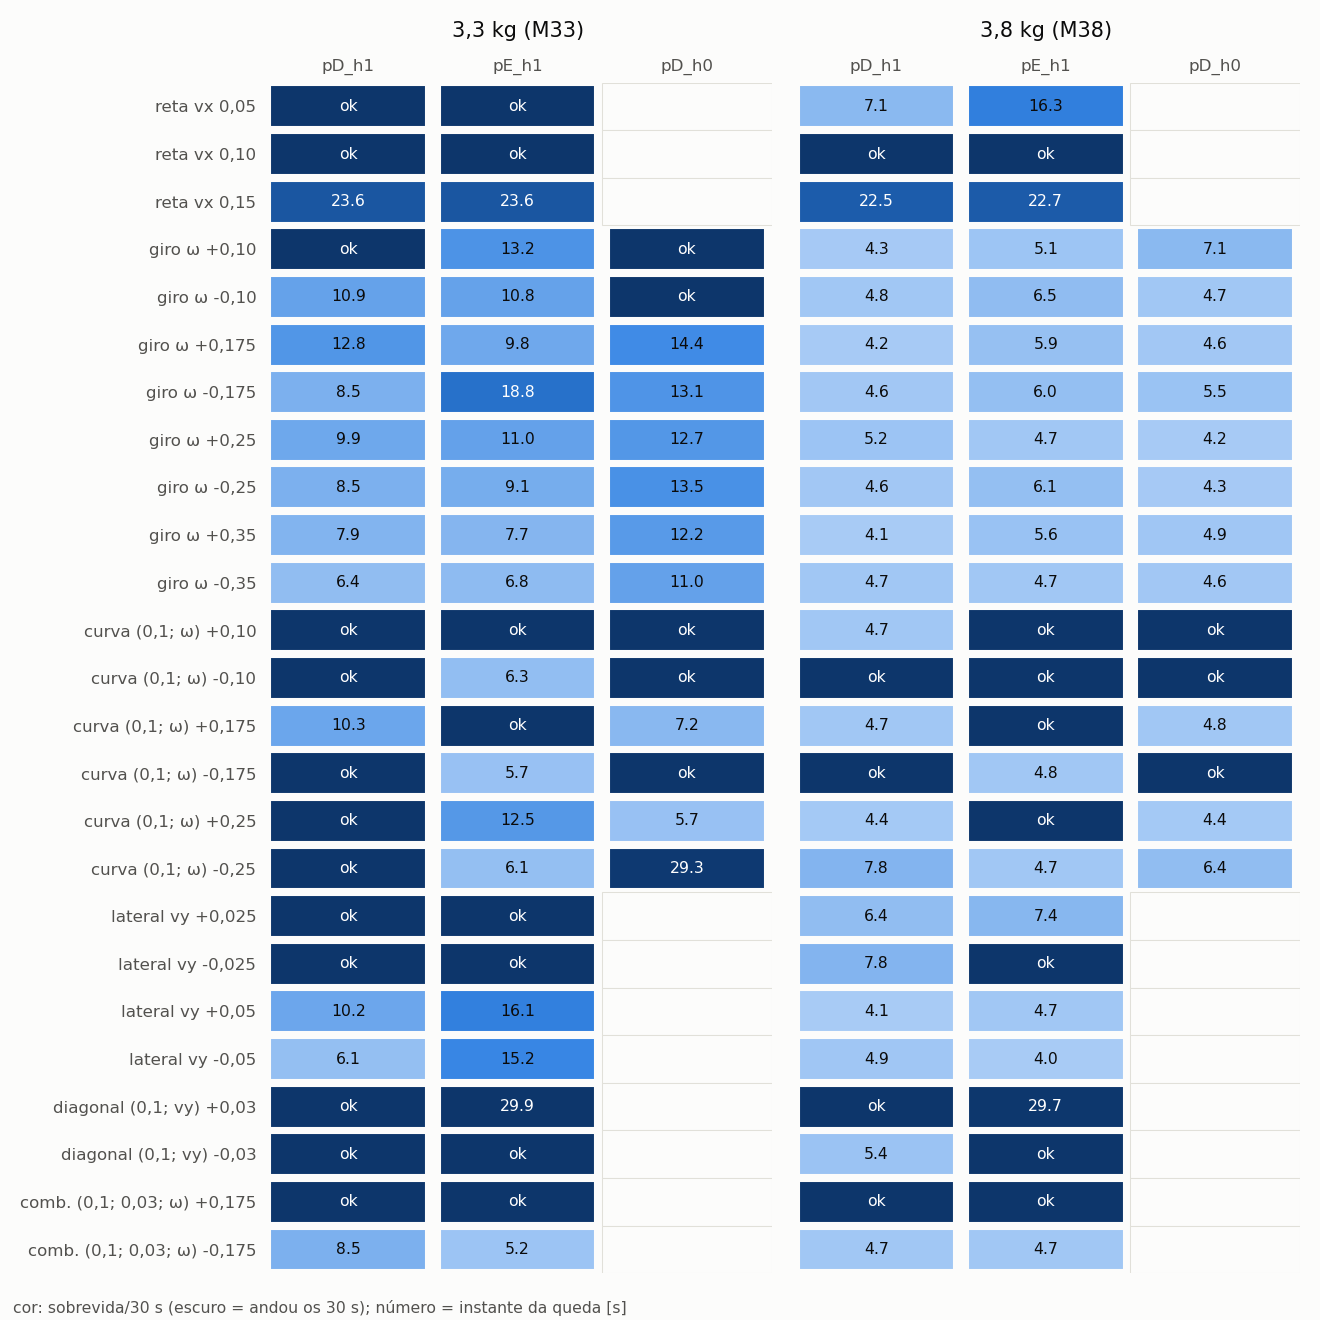 3,3 kg (M33) 3,8 kg (M38)
pD_h1 pE_h1 pD_h0 pD_h1 pE_h1 pD_h0
reta vx 0,05 ok ok 7.1 16.3
reta vx 0,10 ok ok ok ok
reta vx 0,15 23.6 23.6 22.5 22.7
giro ω +0,10 ok 13.2 ok 4.3 5.1 7.1
giro ω -0,10 10.9 10.8 ok 4.8 6.5 4.7
giro ω +0,175 12.8 9.8 14.4 4.2 5.9 4.6
giro ω -0,175 8.5 18.8 13.1 4.6 6.0 5.5
giro ω +0,25 9.9 11.0 12.7 5.2 4.7 4.2
giro ω -0,25 8.5 9.1 13.5 4.6 6.1 4.3
giro ω +0,35 7.9 7.7 12.2 4.1 5.6 4.9
giro ω -0,35 6.4 6.8 11.0 4.7 4.7 4.6
curva (0,1; ω) +0,10 ok ok ok 4.7 ok ok
curva (0,1; ω) -0,10 ok 6.3 ok ok ok ok
curva (0,1; ω) +0,175 10.3 ok 7.2 4.7 ok 4.8
curva (0,1; ω) -0,175 ok 5.7 ok ok 4.8 ok
curva (0,1; ω) +0,25 ok 12.5 5.7 4.4 ok 4.4
curva (0,1; ω) -0,25 ok 6.1 29.3 7.8 4.7 6.4
lateral vy +0,025 ok ok 6.4 7.4
lateral vy -0,025 ok ok 7.8 ok
lateral vy +0,05 10.2 16.1 4.1 4.7
lateral vy -0,05 6.1 15.2 4.9 4.0
diagonal (0,1; vy) +0,03 ok 29.9 ok 29.7
diagonal (0,1; vy) -0,03 ok ok 5.4 ok
comb. (0,1; 0,03; ω) +0,175 ok ok ok ok
comb. (0,1; 0,03; ω) -0,175 8.5 5.2 4.7 4.7
cor: sobrevida/30 s (escuro = andou os 30 s); número = instante da queda [s]